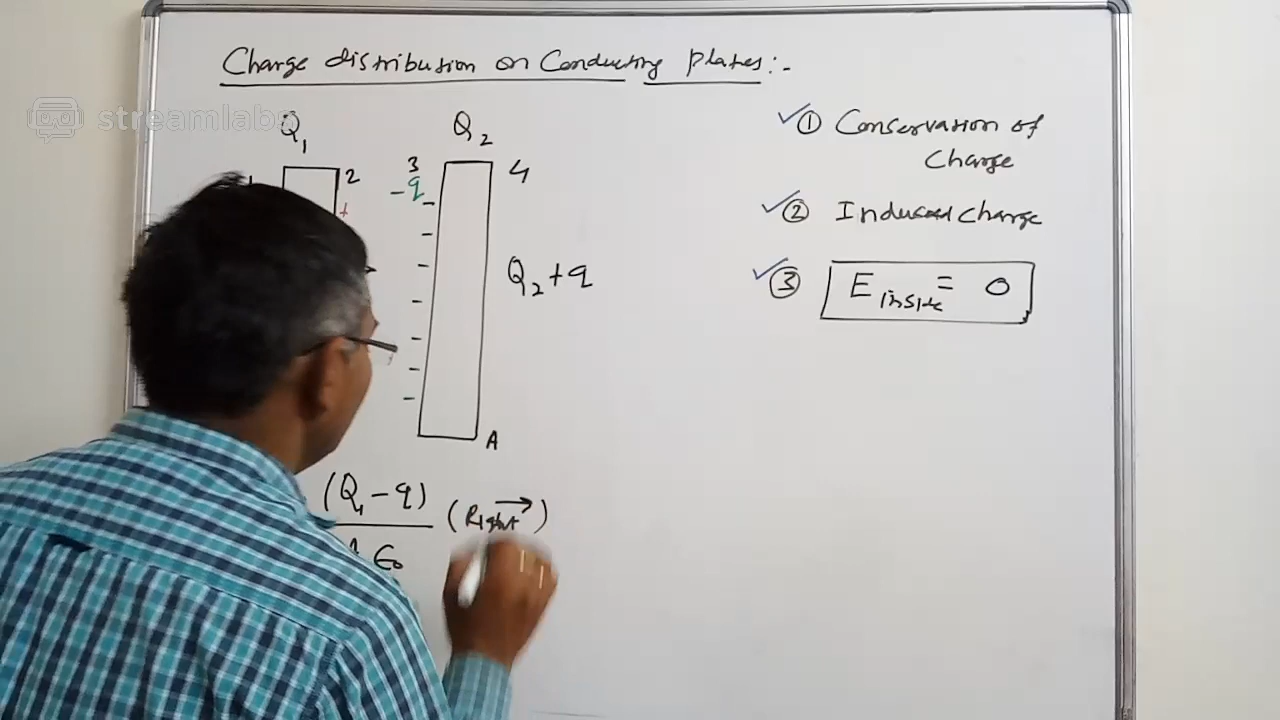 Charge distribution on Conducting plates:-
streamlabs
Q1
Q2
2
3
4
+
-q
Q2+q
A
(Q1-q)
(Right→)
ϵ0
① Conservation of
Charge
② Induced charge
③ E inside = 0